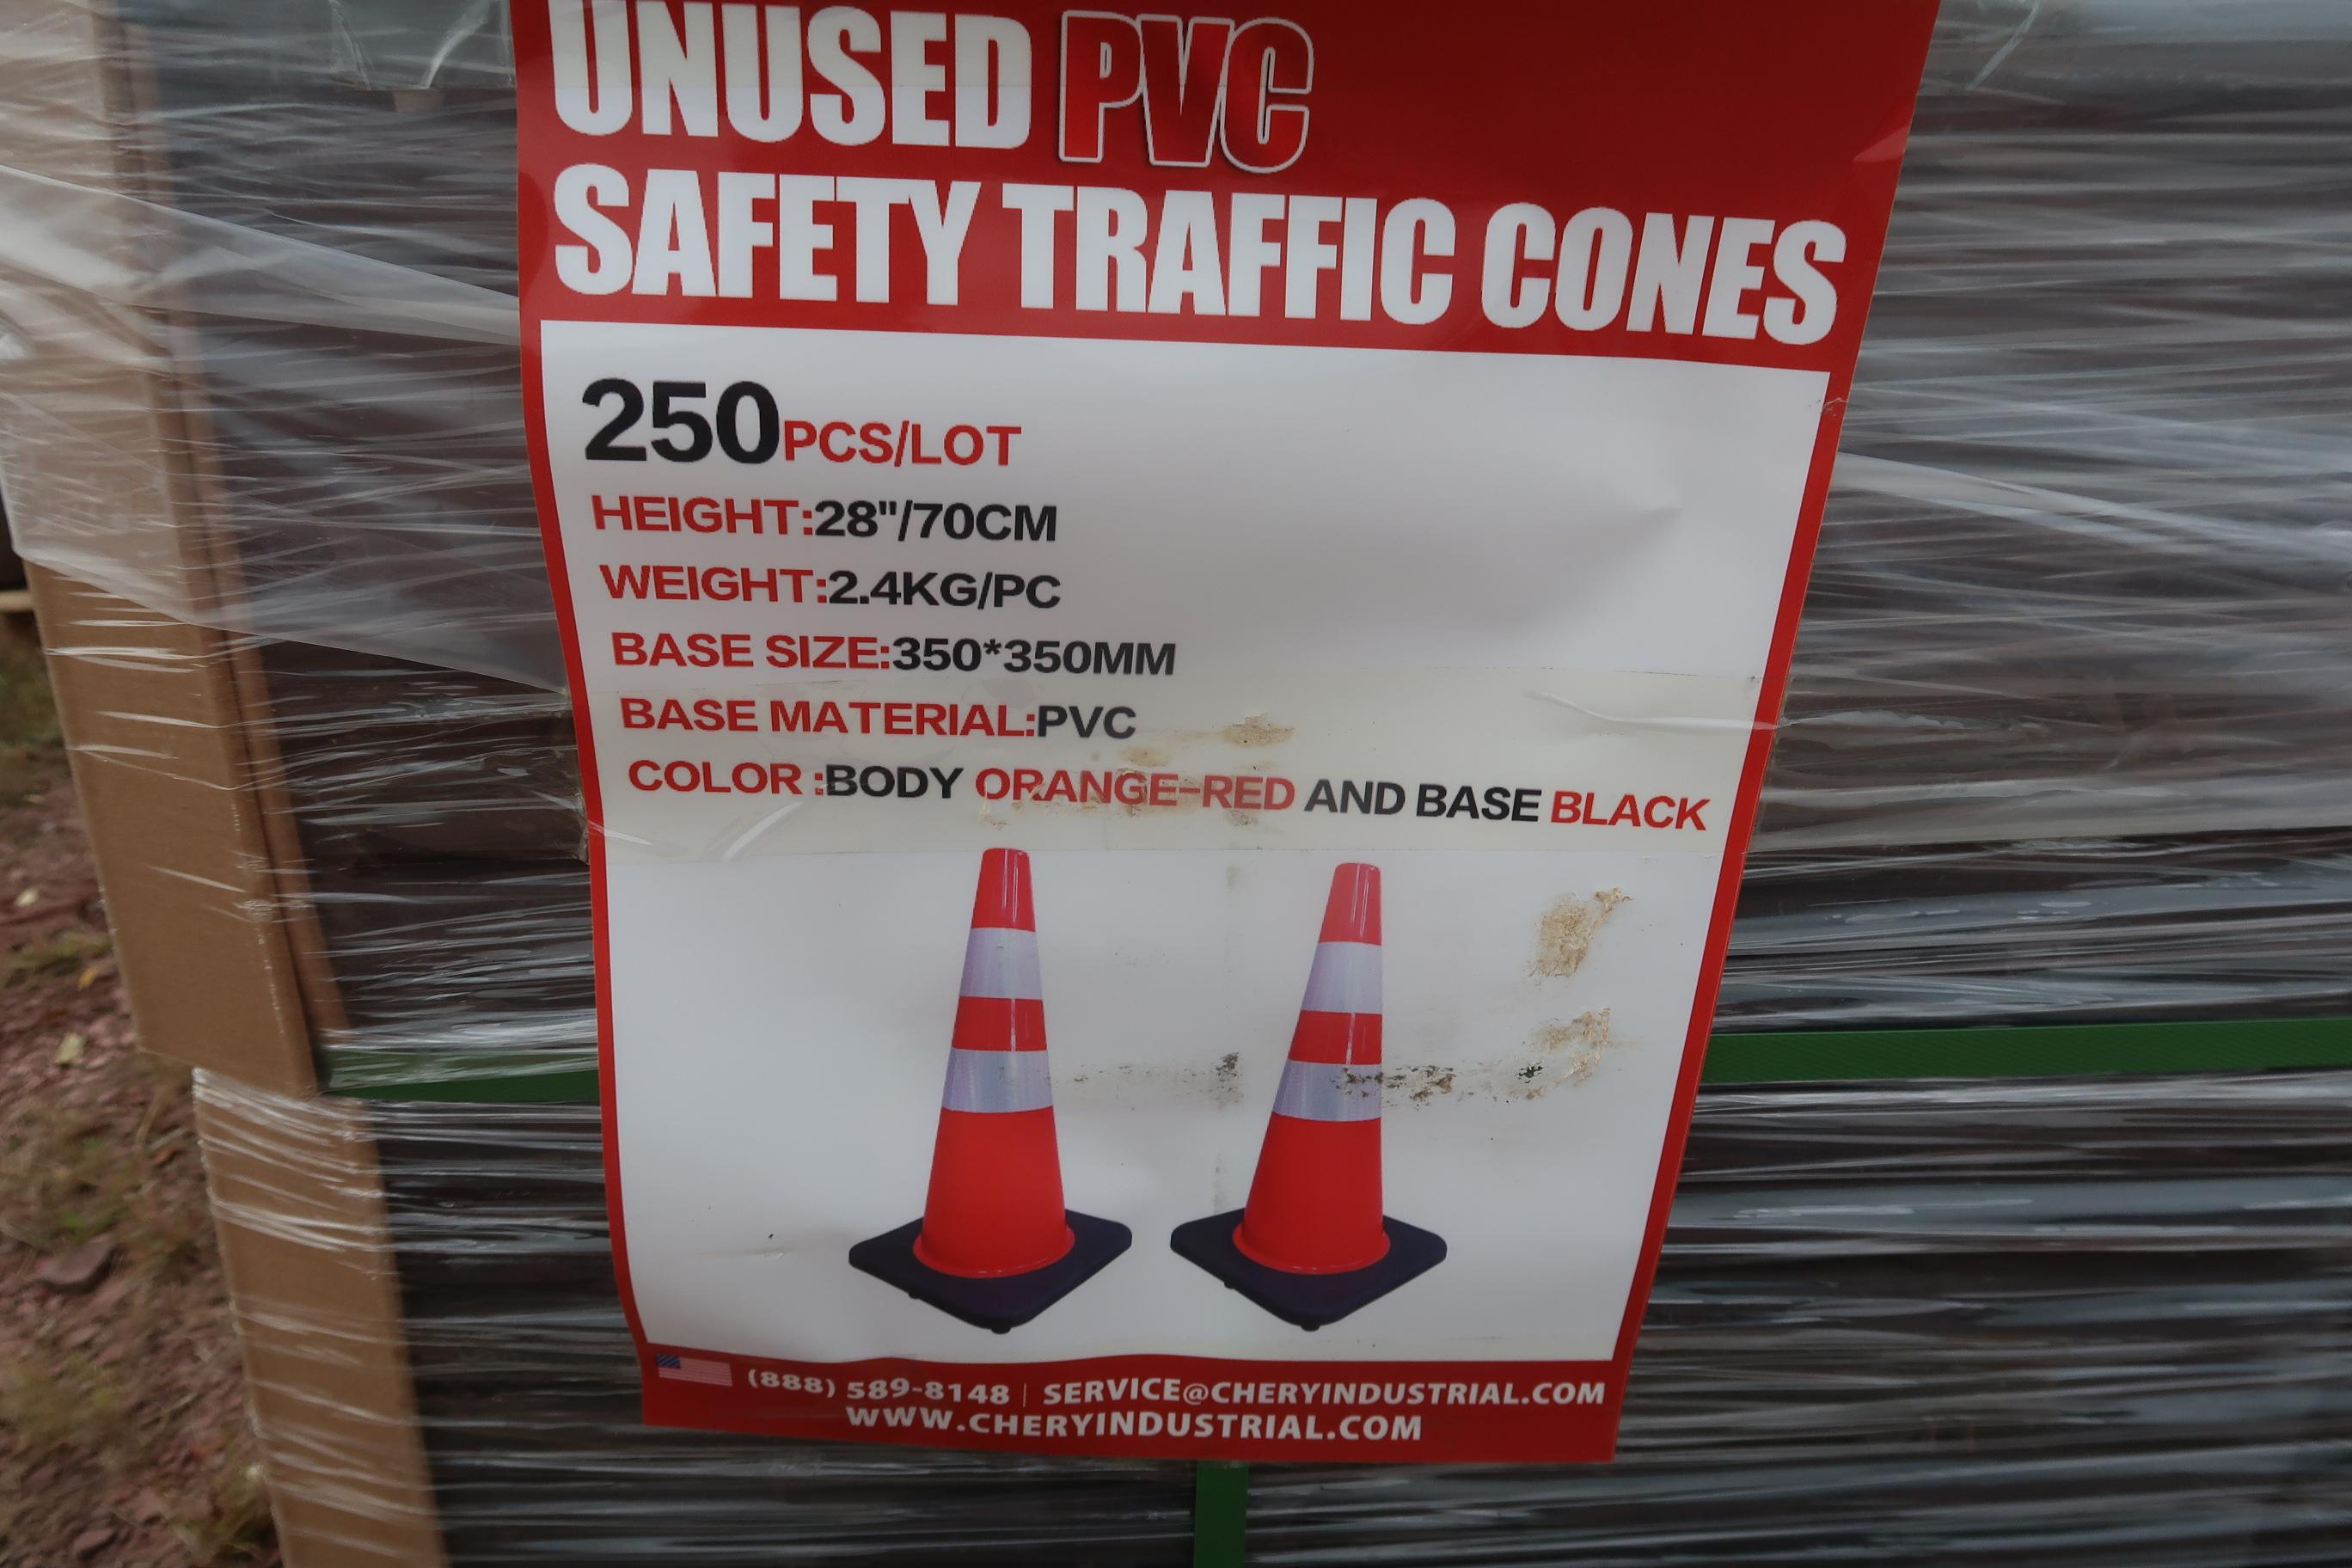 UNUSED PVC
SAFETY TRAFFIC CONES
250PCS/LOT
HEIGHT:28"/70CM
WEIGHT:2.4KG/PC
BASE SIZE:350*350MM
BASE MATERIAL:PVC
COLOR :BODY ORANGE-RED AND BASE BLACK
(888) 589-8148 | SERVICE@CHERYINDUSTRIAL.COM
WWW.CHERYINDUSTRIAL.COM